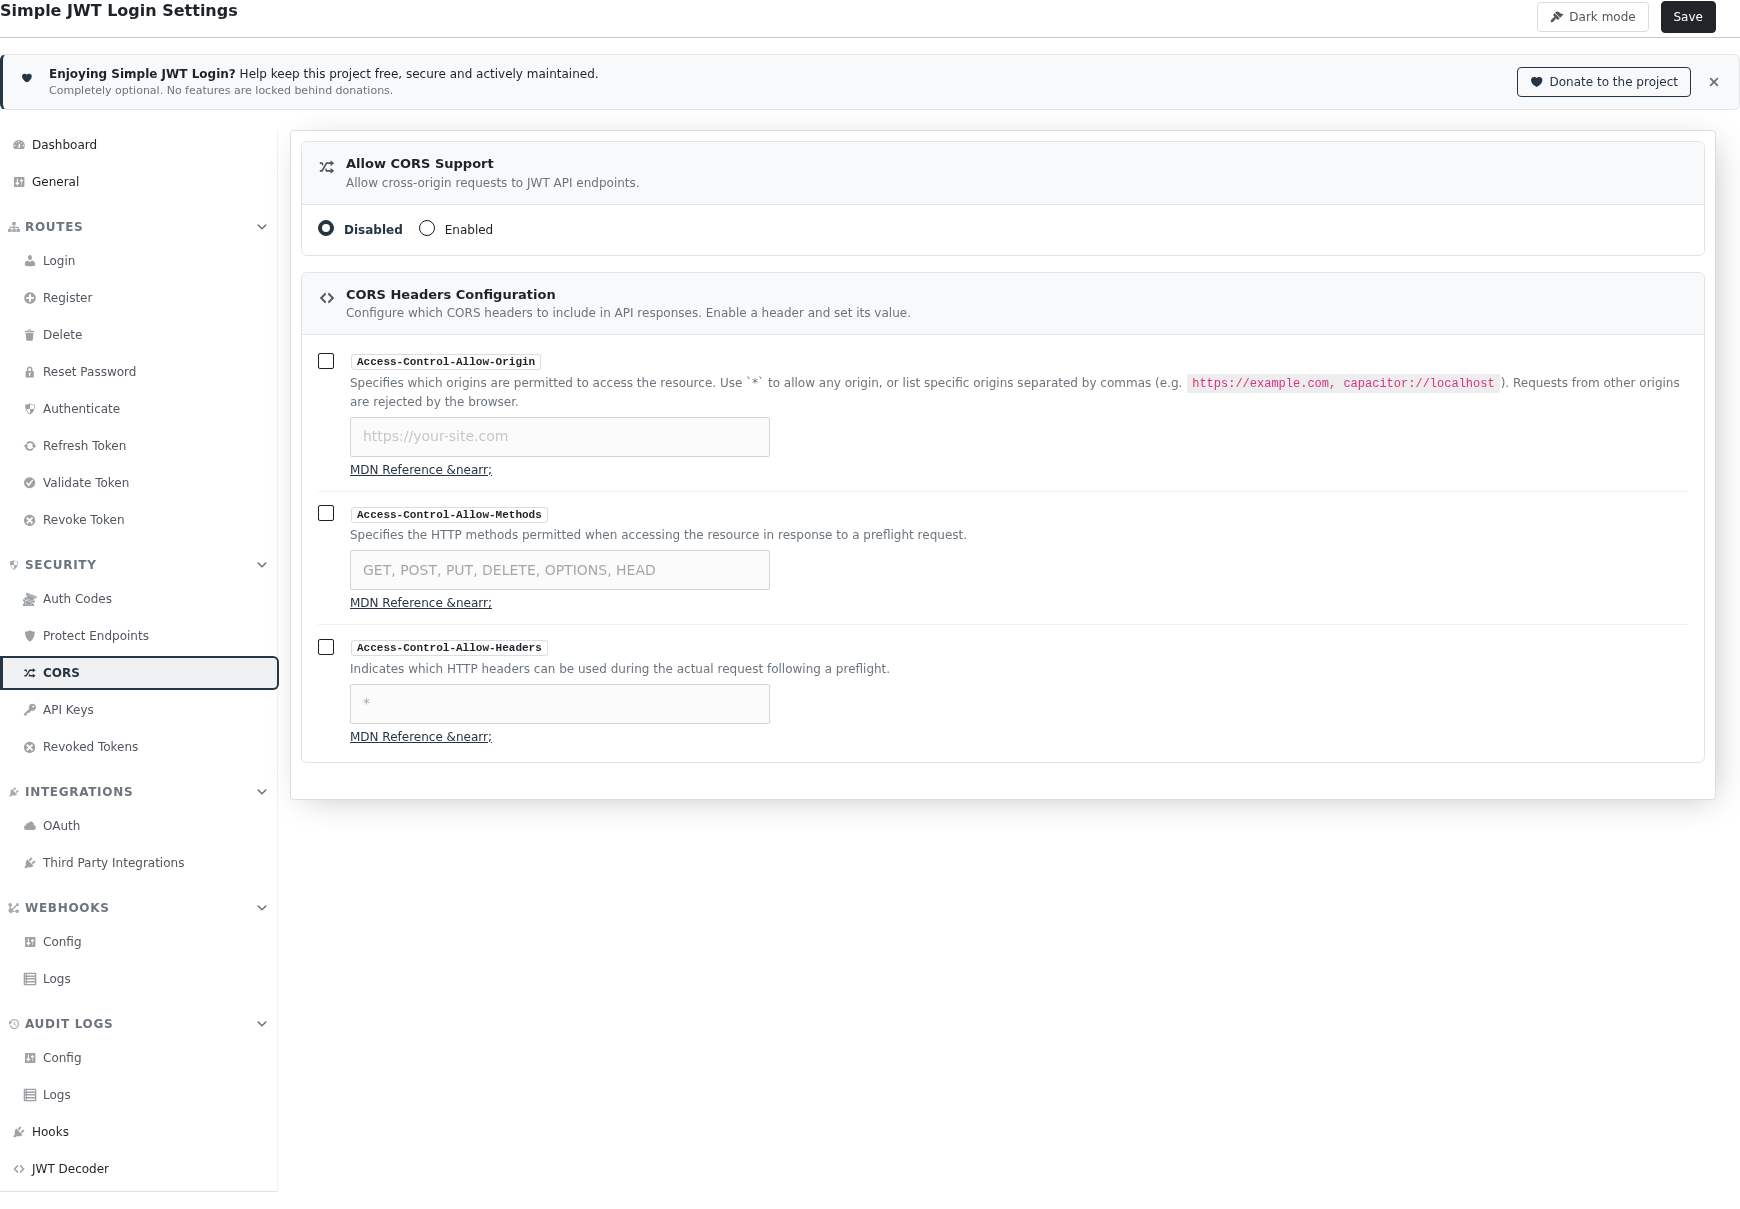 Simple JWT Login Settings
Dark mode
Save
Enjoying Simple JWT Login? Help keep this project free, secure and actively maintained.
Completely optional. No features are locked behind donations.
Donate to the project
Dashboard
General
ROUTES
Login
Register
Delete
Reset Password
Authenticate
Refresh Token
Validate Token
Revoke Token
SECURITY
Auth Codes
Protect Endpoints
CORS
API Keys
Revoked Tokens
INTEGRATIONS
OAuth
Third Party Integrations
WEBHOOKS
Config
Logs
AUDIT LOGS
Config
Logs
Hooks
JWT Decoder
Allow CORS Support
Allow cross-origin requests to JWT API endpoints.
Disabled
Enabled
CORS Headers Configuration
Configure which CORS headers to include in API responses. Enable a header and set its value.
Access-Control-Allow-Origin
Specifies which origins are permitted to access the resource. Use `*` to allow any origin, or list specific origins separated by commas (e.g. https://example.com, capacitor://localhost). Requests from other origins
are rejected by the browser.
https://your-site.com
MDN Reference &nearr;
Access-Control-Allow-Methods
Specifies the HTTP methods permitted when accessing the resource in response to a preflight request.
GET, POST, PUT, DELETE, OPTIONS, HEAD
MDN Reference &nearr;
Access-Control-Allow-Headers
Indicates which HTTP headers can be used during the actual request following a preflight.
*
MDN Reference &nearr;